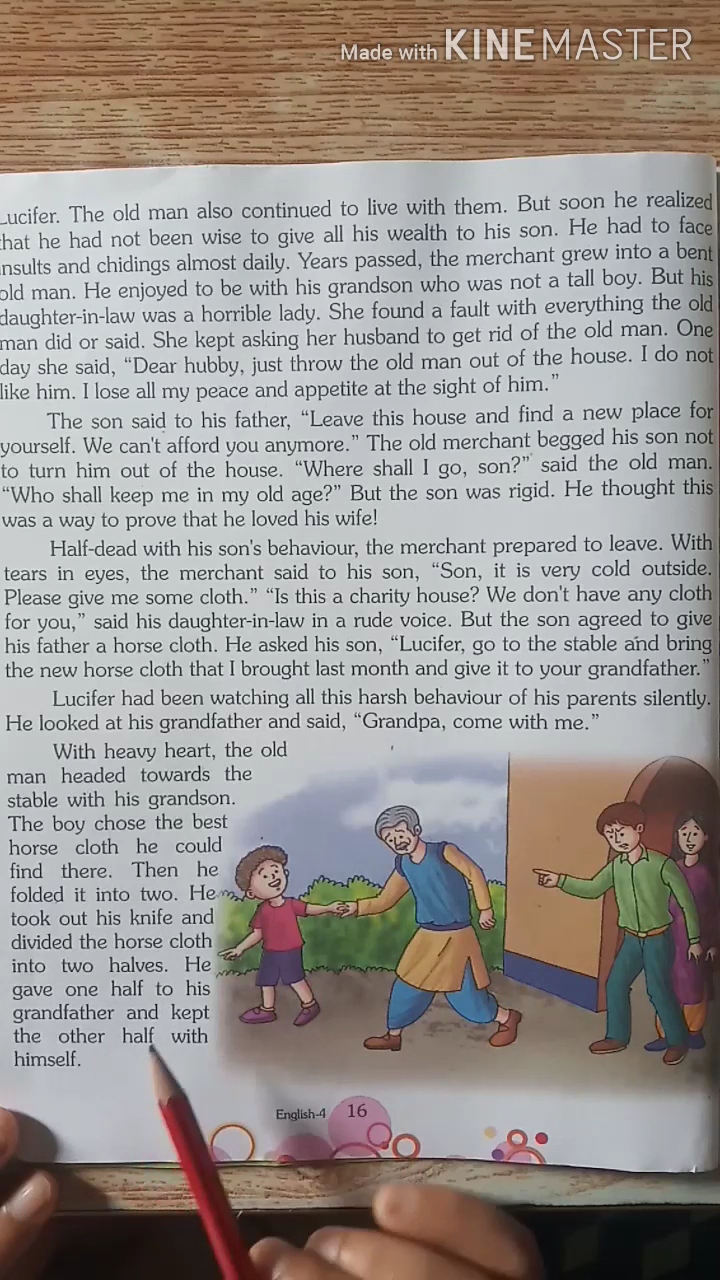 Made with KINEMASTER
Lucifer. The old man also continued to live with them. But soon he realized
that he had not been wise to give all his wealth to his son. He had to face
insults and chidings almost daily. Years passed, the merchant grew into a bent
old man. He enjoyed to be with his grandson who was not a tall boy. But his
daughter-in-law was a horrible lady. She found a fault with everything the old
man did or said. She kept asking her husband to get rid of the old man. One
day she said, “Dear hubby, just throw the old man out of the house. I do not
like him. I lose all my peace and appetite at the sight of him.”
The son said to his father, “Leave this house and find a new place for
yourself. We can't afford you anymore.” The old merchant begged his son not
to turn him out of the house. “Where shall I go, son?” said the old man.
“Who shall keep me in my old age?” But the son was rigid. He thought this
was a way to prove that he loved his wife!
Half-dead with his son's behaviour, the merchant prepared to leave. With
tears in eyes, the merchant said to his son, “Son, it is very cold outside.
Please give me some cloth.” “Is this a charity house? We don't have any cloth
for you,” said his daughter-in-law in a rude voice. But the son agreed to give
his father a horse cloth. He asked his son, “Lucifer, go to the stable and bring
the new horse cloth that I brought last month and give it to your grandfather.”
Lucifer had been watching all this harsh behaviour of his parents silently.
He looked at his grandfather and said, “Grandpa, come with me.”
With heavy heart, the old
man headed towards the
stable with his grandson.
The boy chose the best
horse cloth he could
find there. Then he
folded it into two. He
took out his knife and
divided the horse cloth
into two halves. He
gave one half to his
grandfather and kept
the other half with
himself.
English-4 16